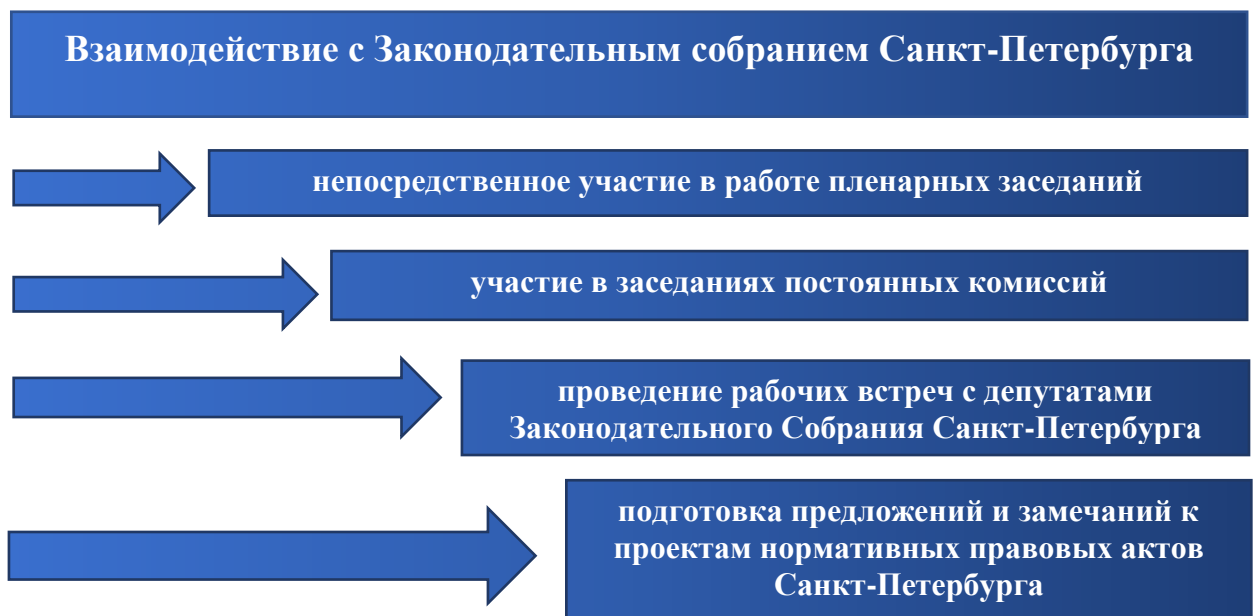 Взаимодействие с Законодательным собранием Санкт-Петербурга
непосредственное участие в работе пленарных заседаний
участие в заседаниях постоянных комиссий
проведение рабочих встреч с депутатами
Законодательного Собрания Санкт-Петербурга
подготовка предложений и замечаний к
проектам нормативных правовых актов
Санкт-Петербурга